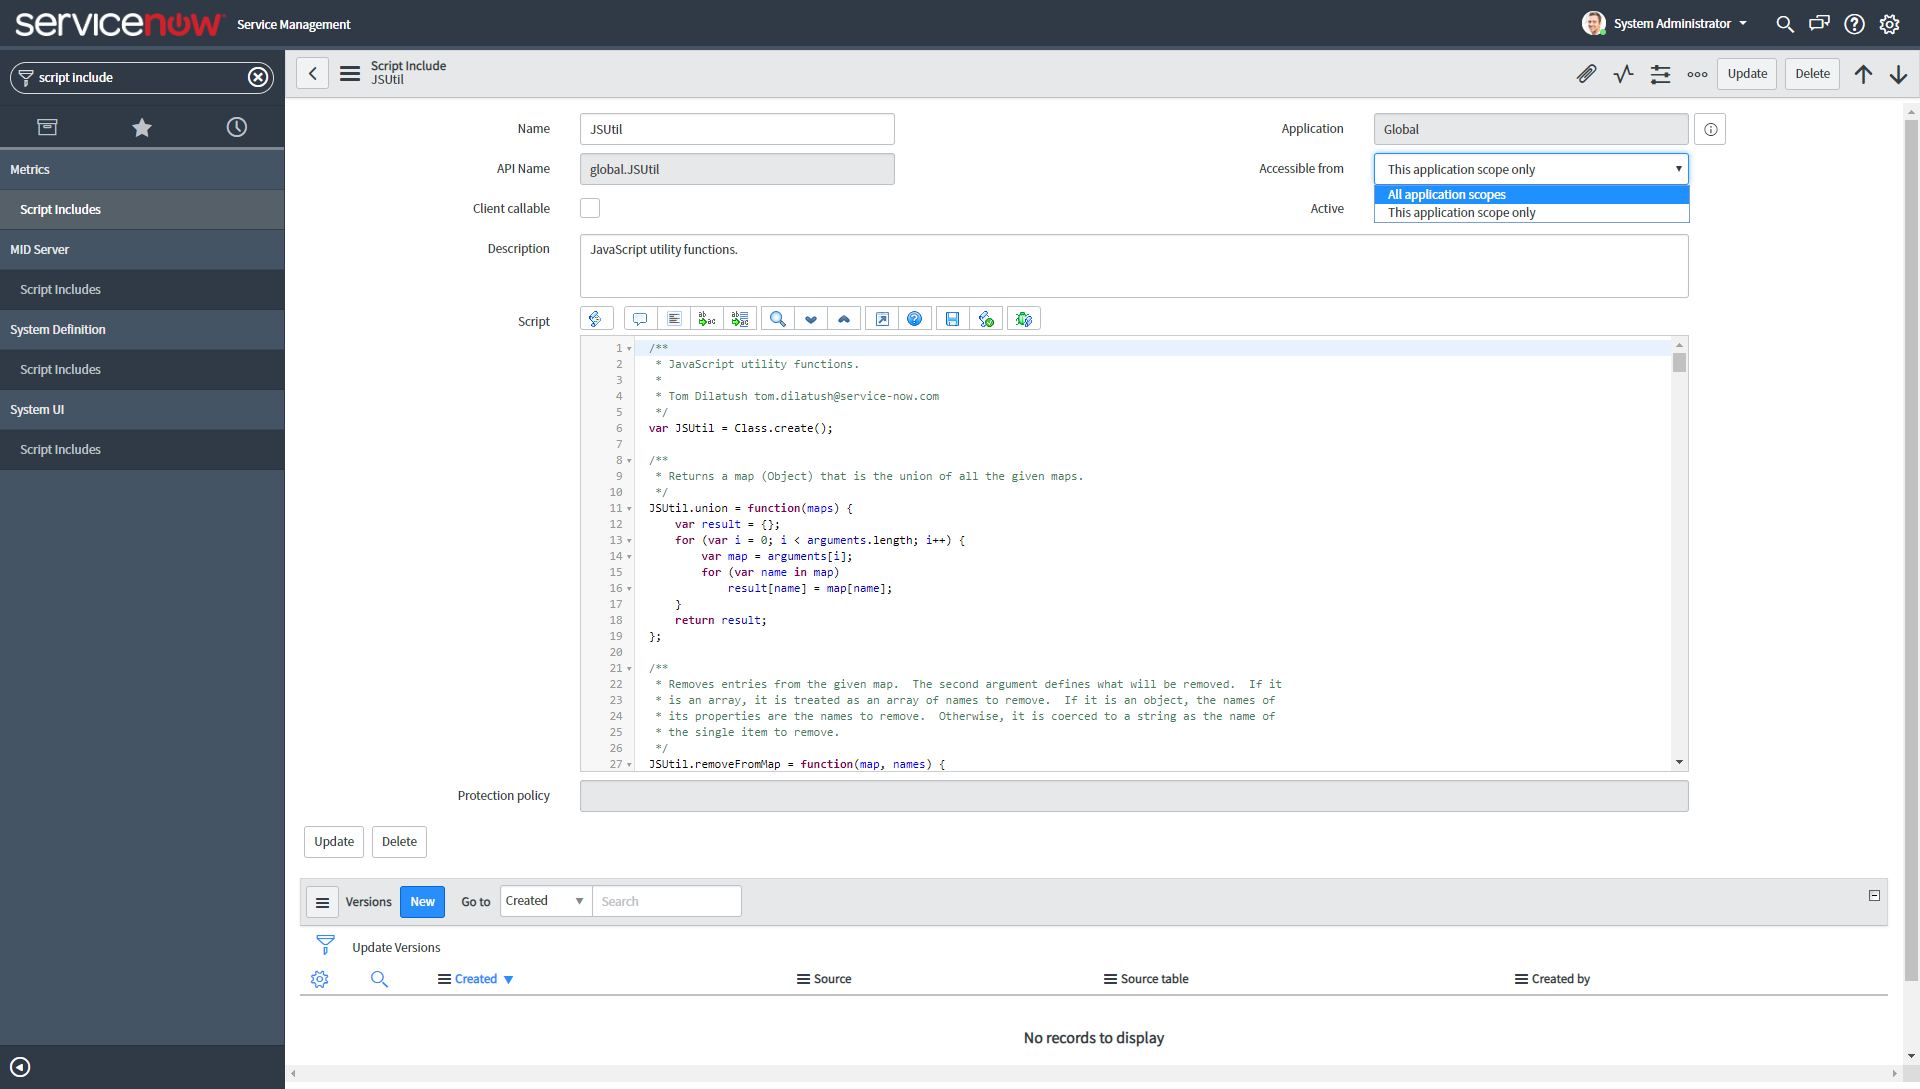 servicenow Service Management
System Administrator
script include
Metrics
Script Includes
MID Server
Script Includes
System Definition
Script Includes
System UI
Script Includes
Script Include
JSUtil
Update
Delete
Name
JSUtil
Application
Global
API Name
global.JSUtil
Accessible from
This application scope only
All application scopes
This application scope only
Client callable
Active
Description
JavaScript utility functions.
Script
1 /**
2 * JavaScript utility functions.
3 *
4 * Tom Dilatush tom.dilatush@service-now.com
5 */
6 var JSUtil = Class.create();
7
8 /**
9 * Returns a map (Object) that is the union of all the given maps.
10 */
11 JSUtil.union = function(maps) {
12 var result = {};
13 for (var i = 0; i < arguments.length; i++) {
14 var map = arguments[i];
15 for (var name in map)
16 result[name] = map[name];
17 }
18 return result;
19 };
20
21 /**
22 * Removes entries from the given map.  The second argument defines what will be removed.  If it
23 * is an array, it is treated as an array of names to remove.  If it is an object, the names of
24 * its properties are the names to remove.  Otherwise, it is coerced to a string as the name of
25 * the single item to remove.
26 */
27 JSUtil.removeFromMap = function(map, names) {
Protection policy
Update
Delete
Versions
New
Go to
Created
Search
Update Versions
Created
Source
Source table
Created by
No records to display